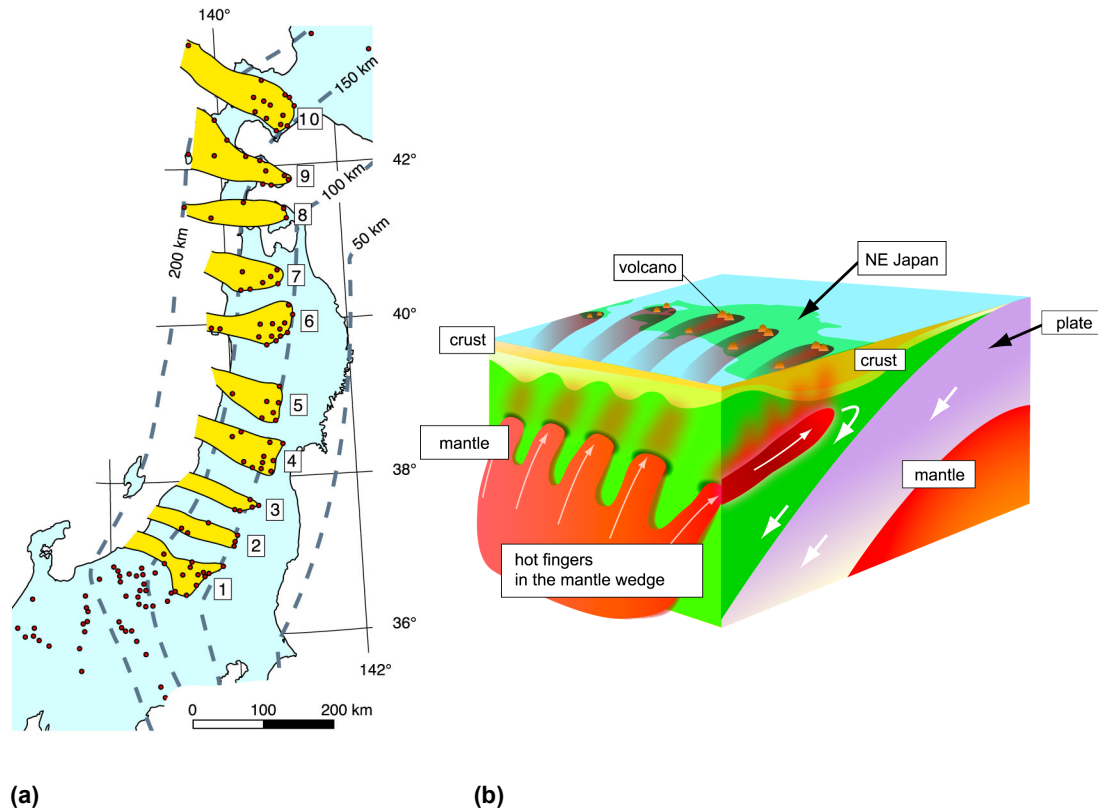 140°
150 km
10
42°
9
100 km
8
50 km
200 km
7
6
40°
5
4
38°
3
2
1
36°
142°
0 100 200 km
volcano
NE Japan
plate
crust
crust
mantle
mantle
hot fingers
in the mantle wedge
(a)
(b)